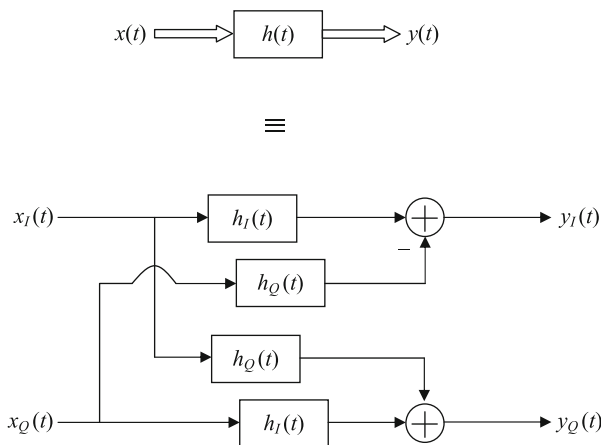 x(t) h(t) y(t)
≡
x_I(t) h_I(t) + y_I(t)
−
h_Q(t)
h_Q(t)
x_Q(t) h_I(t) + y_Q(t)